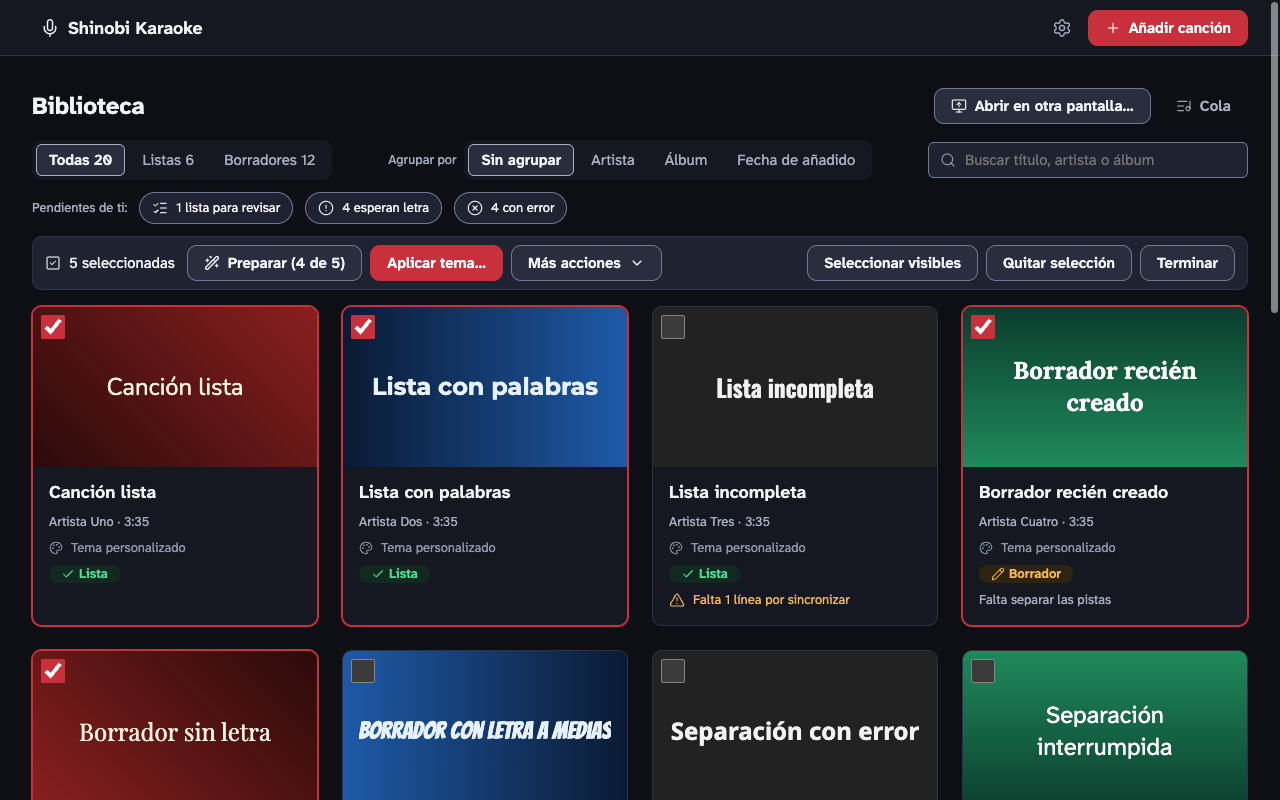 Shinobi Karaoke
Añadir canción
Biblioteca
Abrir en otra pantalla...
Cola
Todas 20
Listas 6
Borradores 12
Agrupar por
Sin agrupar
Artista
Álbum
Fecha de añadido
Buscar título, artista o álbum
Pendientes de ti:
1 lista para revisar
4 esperan letra
4 con error
5 seleccionadas
Preparar (4 de 5)
Aplicar tema...
Más acciones
Seleccionar visibles
Quitar selección
Terminar
Canción lista
Canción lista
Artista Uno · 3:35
Tema personalizado
Lista
Lista con palabras
Lista con palabras
Artista Dos · 3:35
Tema personalizado
Lista
Lista incompleta
Lista incompleta
Artista Tres · 3:35
Tema personalizado
Lista
Falta 1 línea por sincronizar
Borrador recién
creado
Borrador recién creado
Artista Cuatro · 3:35
Tema personalizado
Borrador
Falta separar las pistas
Borrador sin letra
BORRADOR CON LETRA A MEDIAS
Separación con error
Separación
interrumpida